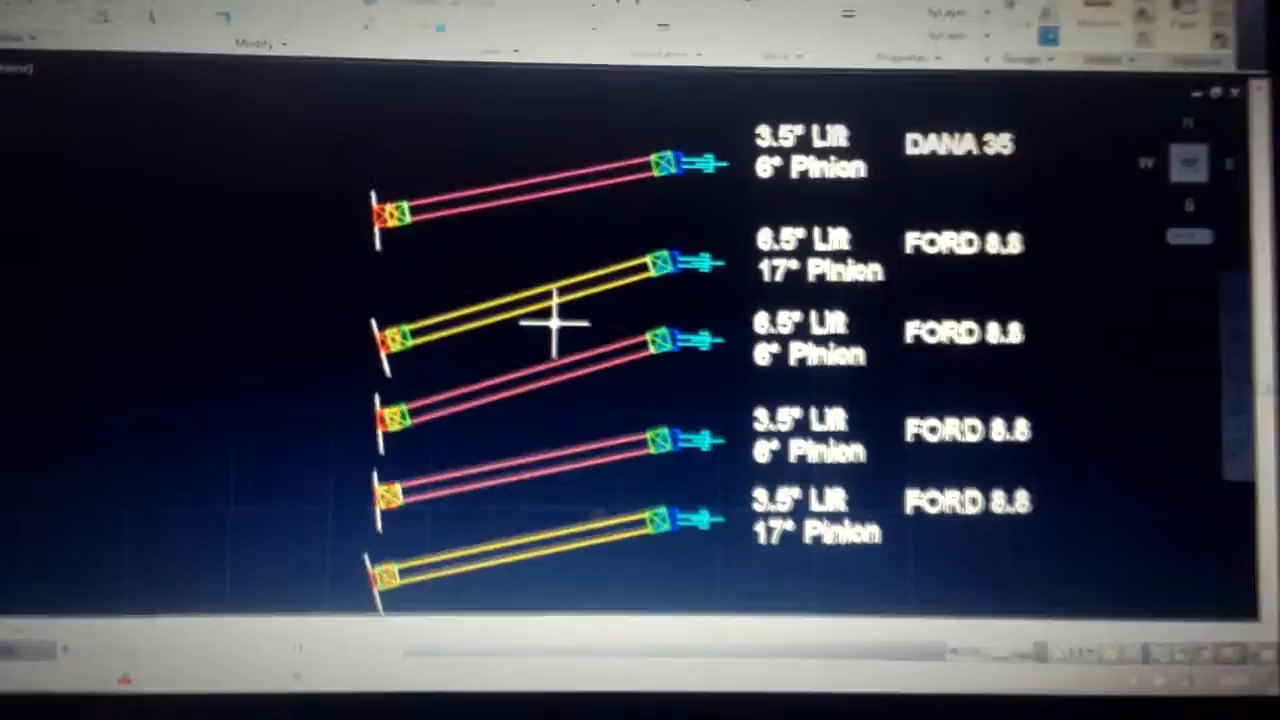 Modify
3.5" Lift
6° Pinion
DANA 35
6.5" Lift
17° Pinion
FORD 8.8
6.5" Lift
6° Pinion
FORD 8.8
3.5" Lift
6° Pinion
FORD 8.8
3.5" Lift
17° Pinion
FORD 8.8
N
W
E
S